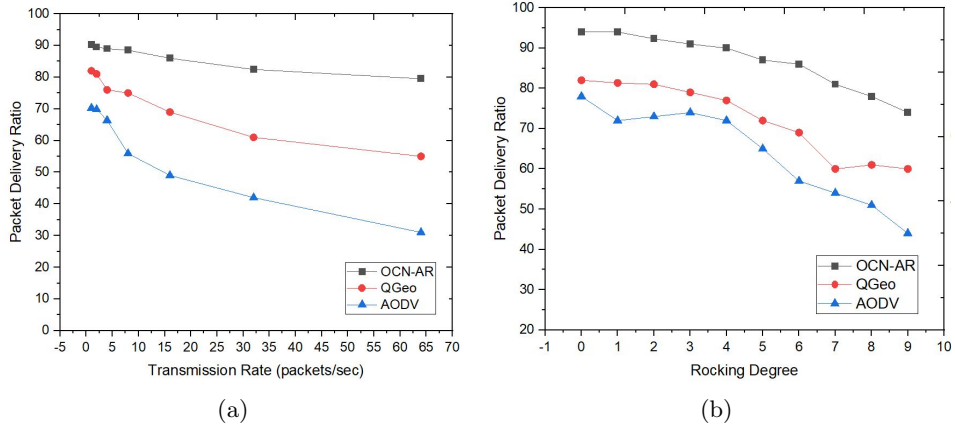 100
90
80
70
60
50
40
30
20
10
0
Packet Delivery Ratio
OCN-AR
QGeo
AODV
-5 0 5 10 15 20 25 30 35 40 45 50 55 60 65 70
Transmission Rate (packets/sec)
(a)
100
90
80
70
60
50
40
30
20
Packet Delivery Ratio
OCN-AR
QGeo
AODV
-1 0 1 2 3 4 5 6 7 8 9 10
Rocking Degree
(b)